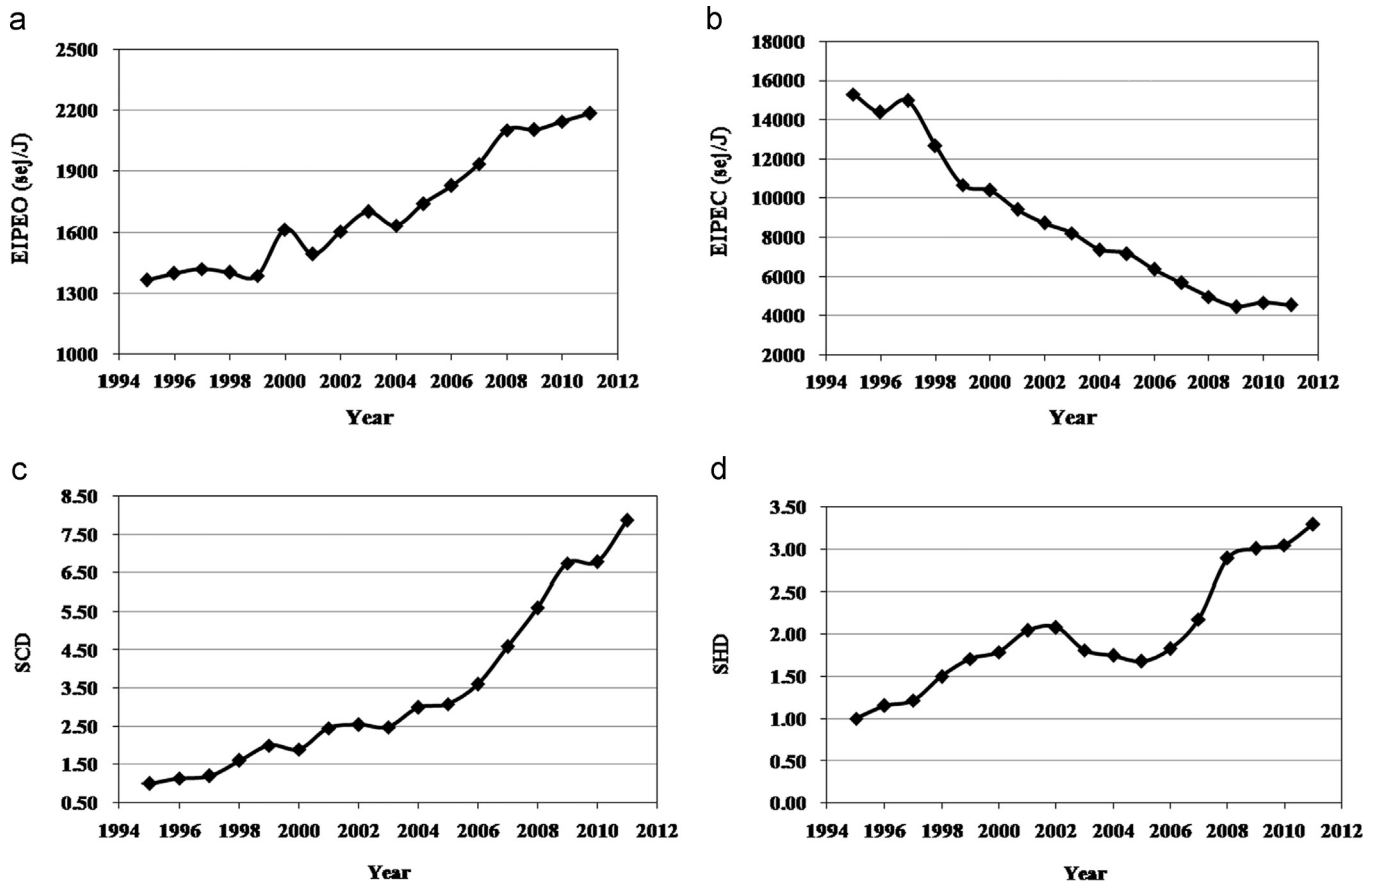 a
2500
2200
1900
1600
1300
1000
EIPEO (sej/J)
1994 1996 1998 2000 2002 2004 2006 2008 2010 2012
Year
b
18000
16000
14000
12000
10000
8000
6000
4000
2000
EIPEC (sej/J)
1994 1996 1998 2000 2002 2004 2006 2008 2010 2012
Year
c
8.50
7.50
6.50
5.50
4.50
3.50
2.50
1.50
0.50
SCD
1994 1996 1998 2000 2002 2004 2006 2008 2010 2012
Year
d
3.50
3.00
2.50
2.00
1.50
1.00
0.50
0.00
SHD
1994 1996 1998 2000 2002 2004 2006 2008 2010 2012
Year